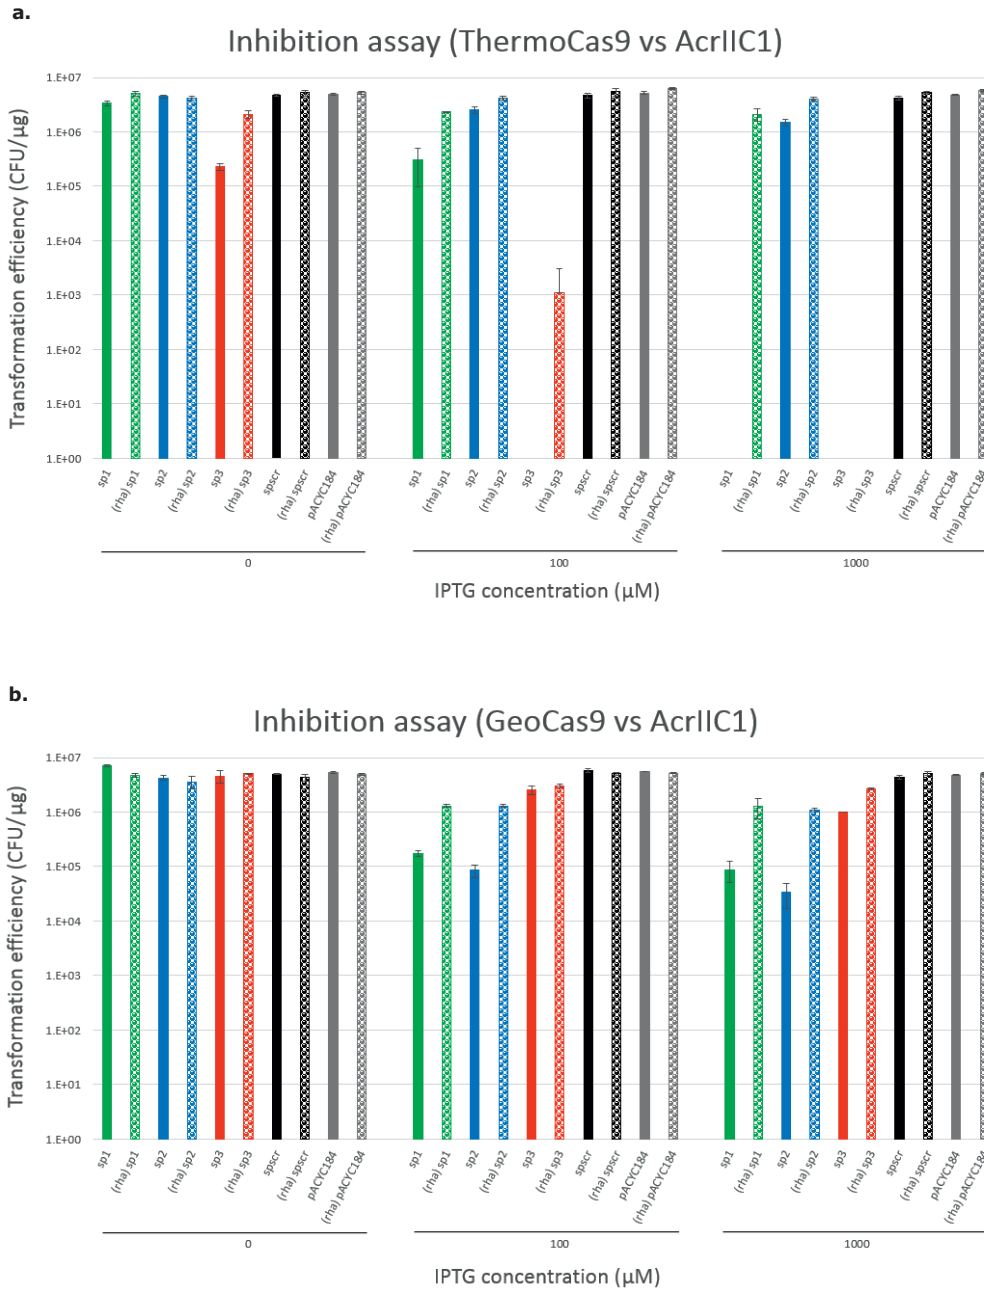 a.
Inhibition assay (ThermoCas9 vs AcrIIC1)
Transformation efficiency (CFU/µg)
1.E+07
1.E+06
1.E+05
1.E+04
1.E+03
1.E+02
1.E+01
1.E+00
sp1
(rha) sp1
sp2
(rha) sp2
sp3
(rha) sp3
spscr
(rha) spscr
pACYC184
(rha) pACYC184
sp1
(rha) sp1
sp2
(rha) sp2
sp3
(rha) sp3
spscr
(rha) spscr
pACYC184
(rha) pACYC184
sp1
(rha) sp1
sp2
(rha) sp2
sp3
(rha) sp3
spscr
(rha) spscr
pACYC184
(rha) pACYC184
0
100
1000
IPTG concentration (µM)
b.
Inhibition assay (GeoCas9 vs AcrIIC1)
Transformation efficiency (CFU/µg)
1.E+07
1.E+06
1.E+05
1.E+04
1.E+03
1.E+02
1.E+01
1.E+00
sp1
(rha) sp1
sp2
(rha) sp2
sp3
(rha) sp3
spscr
(rha) spscr
pACYC184
(rha) pACYC184
sp1
(rha) sp1
sp2
(rha) sp2
sp3
(rha) sp3
spscr
(rha) spscr
pACYC184
(rha) pACYC184
sp1
(rha) sp1
sp2
(rha) sp2
sp3
(rha) sp3
spscr
(rha) spscr
pACYC184
(rha) pACYC184
0
100
1000
IPTG concentration (µM)